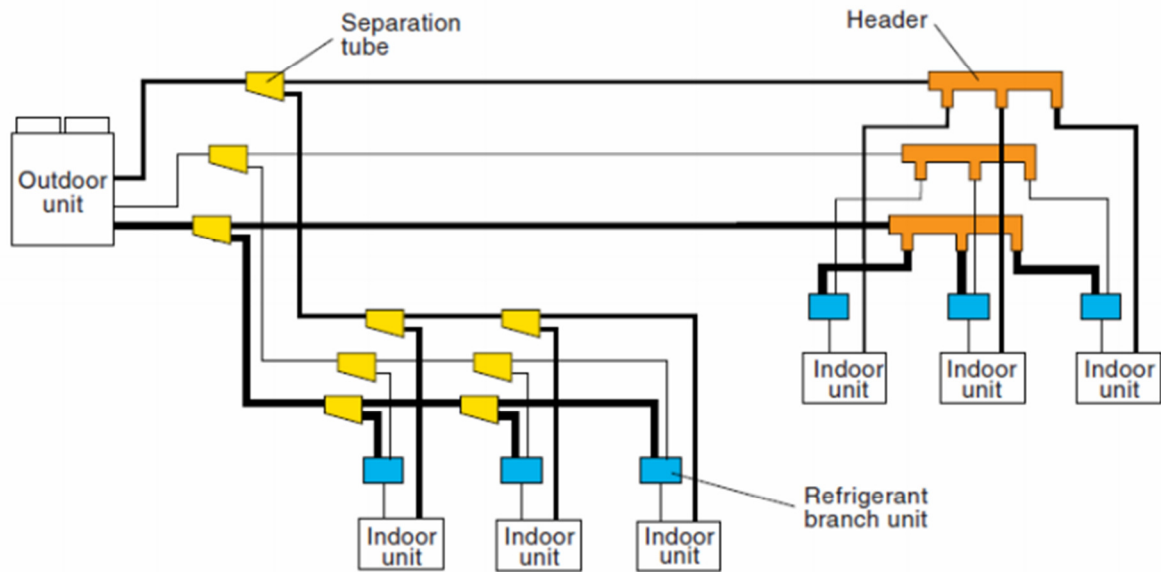 Separation
tube
Header
Outdoor
unit
Indoor
unit
Indoor
unit
Indoor
unit
Refrigerant
branch unit
Indoor
unit
Indoor
unit
Indoor
unit